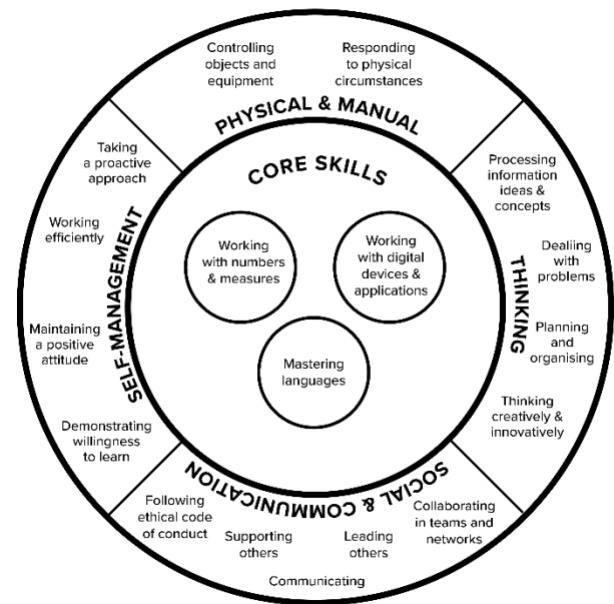 Controlling
objects and
equipment
Responding
to physical
circumstances
PHYSICAL & MANUAL
Taking
a proactive
approach
Working
efficiently
Maintaining
a positive
attitude
Demonstrating
willingness
to learn
SELF-MANAGEMENT
CORE SKILLS
Working
with numbers
& measures
Working
with digital
devices &
applications
Mastering
languages
THINKING
Processing
information
ideas &
concepts
Dealiing
with
problems
Planning
and
organising
Thinking
creatively &
innovatively
SOCIAL & COMMUNICATION
Following
ethical code
of conduct
Supporting
others
Communicating
Leading
others
Collaborating
in teams and
networks